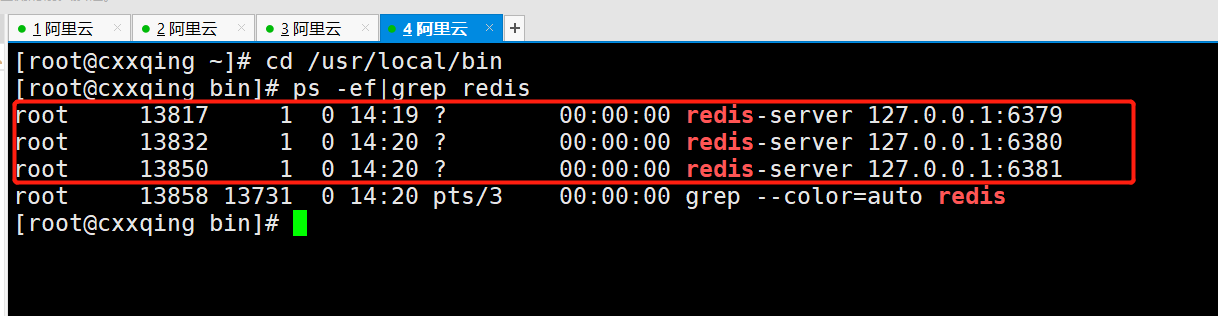 1 阿里云 × 2 阿里云 × 3 阿里云 × 4 阿里云 × +
[root@cxxqing ~]# cd /usr/local/bin
[root@cxxqing bin]# ps -ef|grep redis
root     13817     1  0 14:19 ?        00:00:00 redis-server 127.0.0.1:6379
root     13832     1  0 14:20 ?        00:00:00 redis-server 127.0.0.1:6380
root     13850     1  0 14:20 ?        00:00:00 redis-server 127.0.0.1:6381
root     13858 13731  0 14:20 pts/3    00:00:00 grep --color=auto redis
[root@cxxqing bin]#